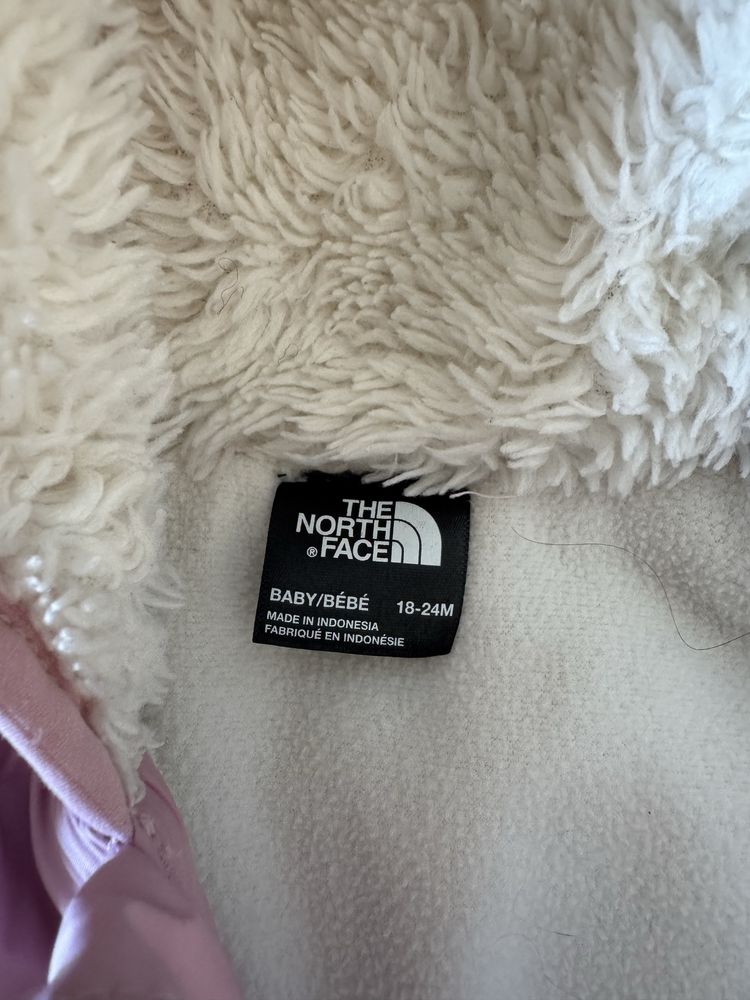 THE
NORTH
® FACE
BABY/BÉBÉ 18-24M
MADE IN INDONESIA
FABRIQUÉ EN INDONÉSIE